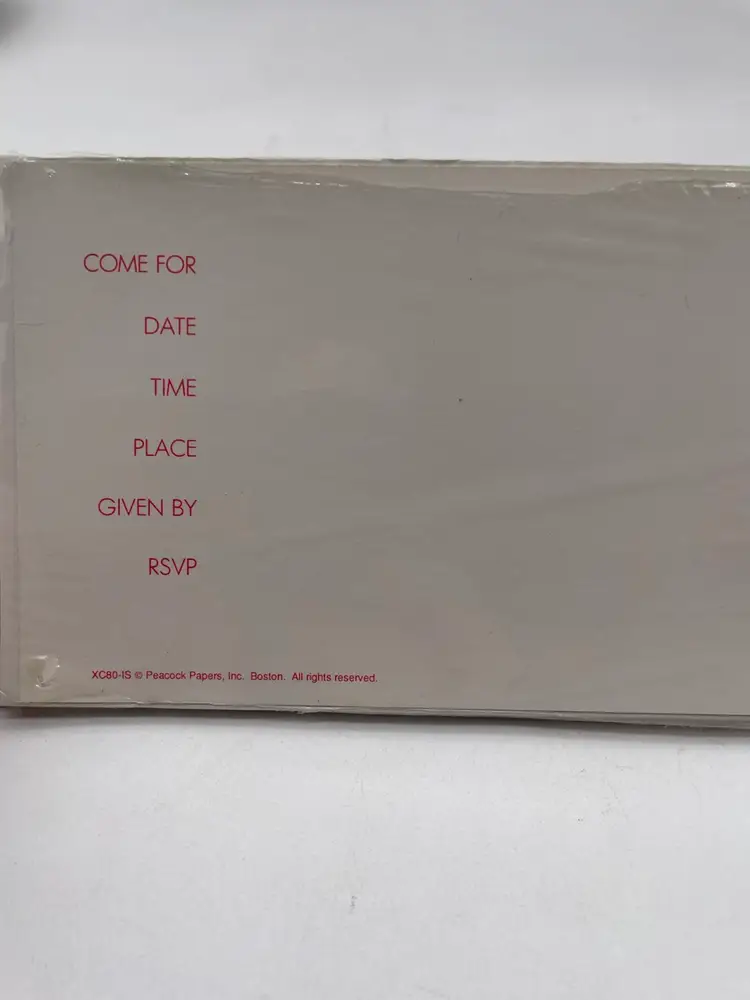 COME FOR
DATE
TIME
PLACE
GIVEN BY
RSVP
XC80-IS © Peacock Papers, Inc. Boston. All rights reserved.